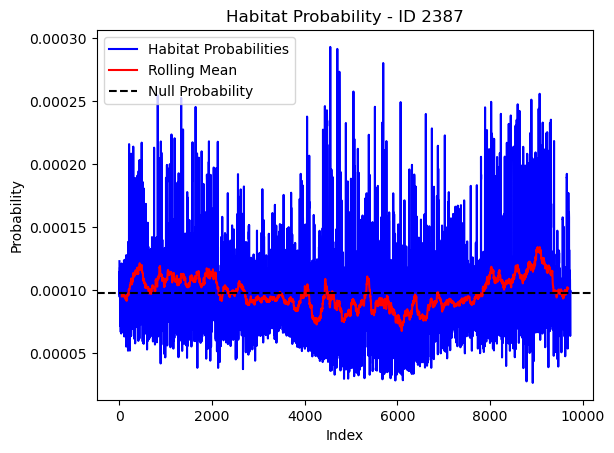 Habitat Probability - ID 2387
Habitat Probabilities
Rolling Mean
Null Probability
0.00030
0.00025
0.00020
0.00015
0.00010
0.00005
Probability
0
2000
4000
6000
8000
10000
Index